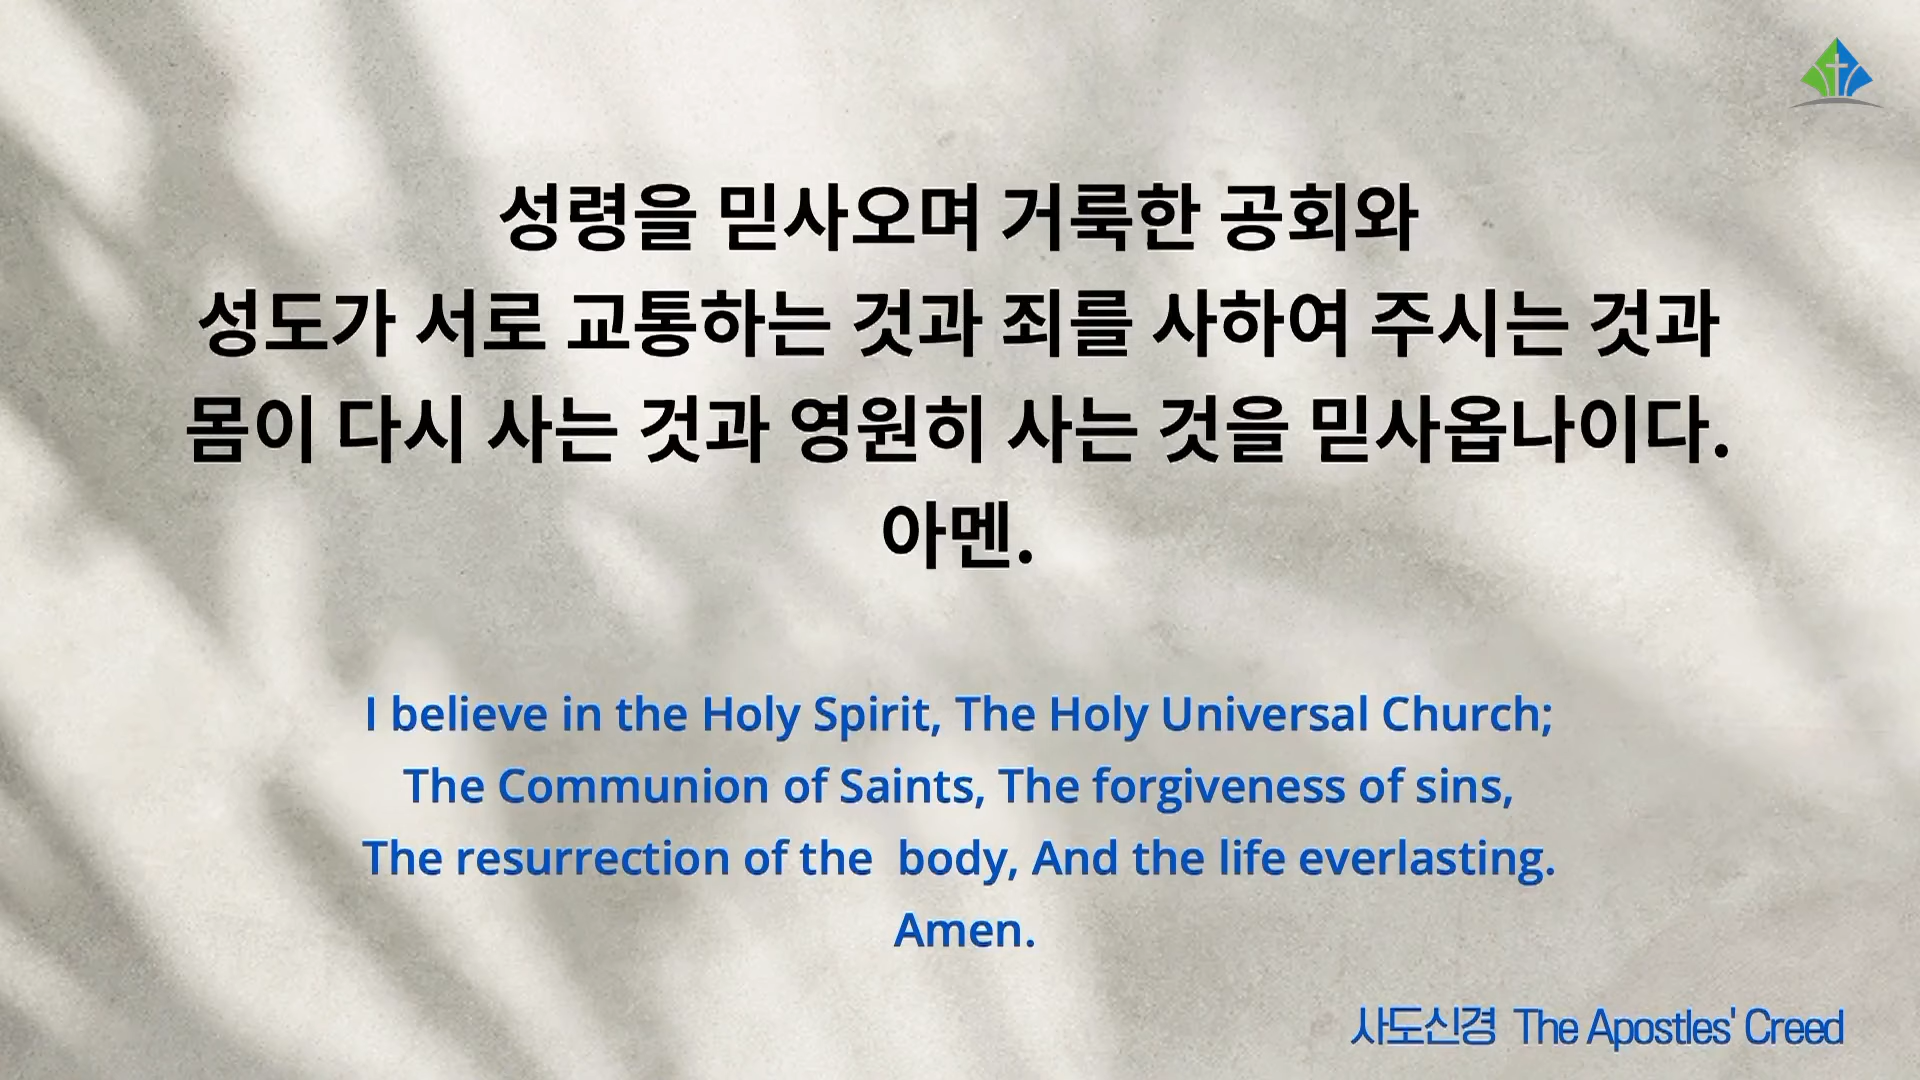 성령을 믿사오며 거룩한 공회와
성도가 서로 교통하는 것과 죄를 사하여 주시는 것과
몸이 다시 사는 것과 영원히 사는 것을 믿사옵나이다.
아멘.
I believe in the Holy Spirit, The Holy Universal Church;
The Communion of Saints, The forgiveness of sins,
The resurrection of the  body, And the life everlasting.
Amen.
사도신경 The Apostles' Creed